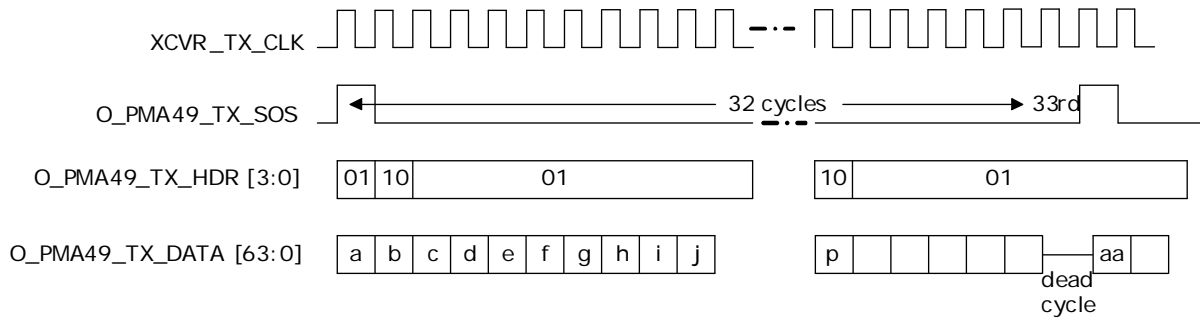 XCVR_TX_CLK
O_PMA49_TX_SOS
32 cycles
33rd
O_PMA49_TX_HDR [3:0]
01 10 01 10 01
O_PMA49_TX_DATA [63:0]
a b c d e f g h i j p aa
dead
cycle